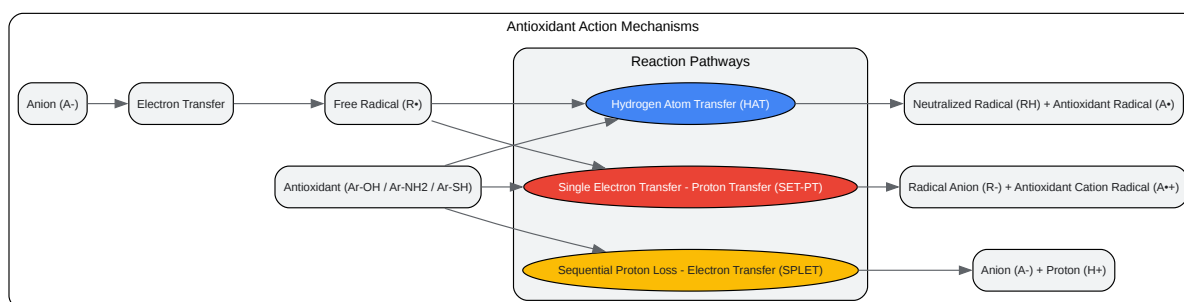 Antioxidant Action Mechanisms
Reaction Pathways
Anion (A-)
Electron Transfer
Free Radical (R•)
Hydrogen Atom Transfer (HAT)
Neutralized Radical (RH) + Antioxidant Radical (A•)
Antioxidant (Ar-OH / Ar-NH2 / Ar-SH)
Single Electron Transfer - Proton Transfer (SET-PT)
Radical Anion (R-) + Antioxidant Cation Radical (A•+)
Sequential Proton Loss - Electron Transfer (SPLET)
Anion (A-) + Proton (H+)